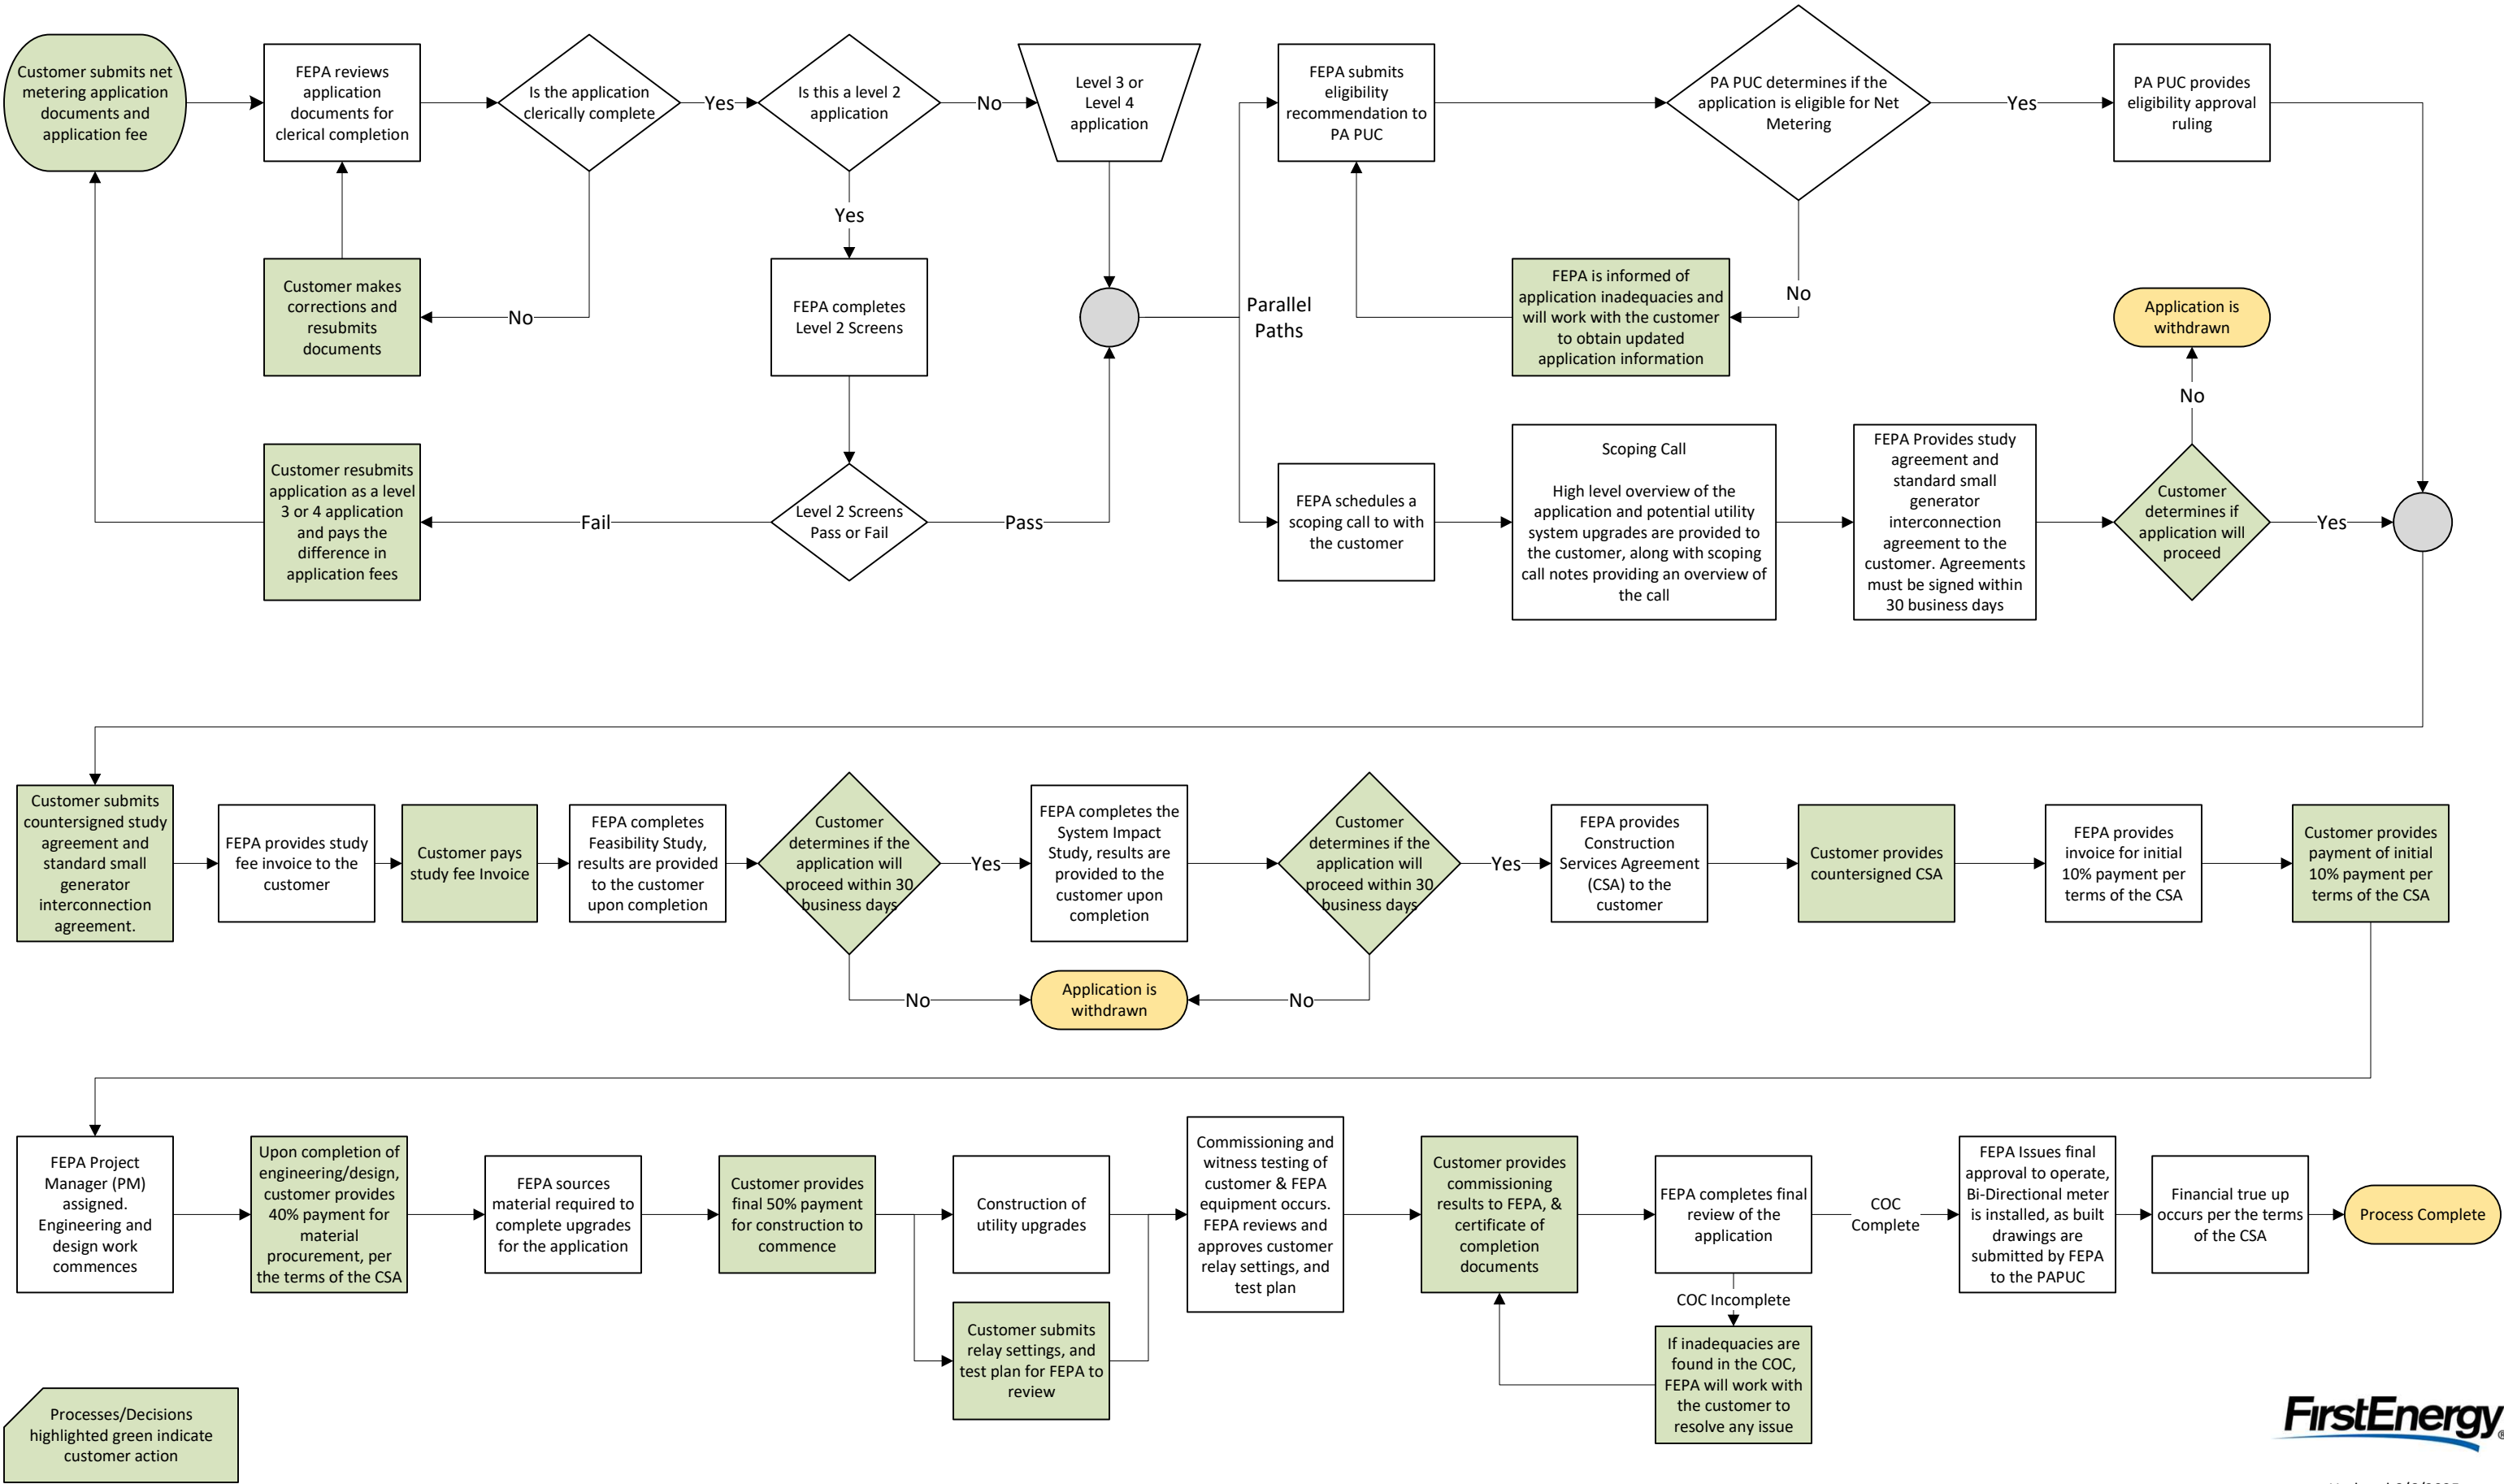 Customer submits net
metering application
documents and
application fee
FEPA reviews
application
documents for
clerical completion
Is the application
clerically complete
Yes
Is this a level 2
application
No
Level 3 or
Level 4
application
FEPA submits
eligibility
recommendation to
PA PUC
PA PUC determines if the
application is eligible for Net
Metering
Yes
PA PUC provides
eligibility approval
ruling
Yes
Customer makes
corrections and
resubmits
documents
No
FEPA completes
Level 2 Screens
Parallel
Paths
FEPA is informed of
application inadequacies and
will work with the customer
to obtain updated
application information
No
Application is
withdrawn
No
Customer resubmits
application as a level
3 or 4 application
and pays the
difference in
application fees
Fail
Level 2 Screens
Pass or Fail
Pass
FEPA schedules a
scoping call to with
the customer
Scoping Call
High level overview of the
application and potential utility
system upgrades are provided to
the customer, along with scoping
call notes providing an overview of
the call
FEPA Provides study
agreement and
standard small
generator
interconnection
agreement to the
customer. Agreements
must be signed within
30 business days
Customer
determines if
application will
proceed
Yes
Customer submits
countersigned study
agreement and
standard small
generator
interconnection
agreement.
FEPA provides study
fee invoice to the
customer
Customer pays
study fee Invoice
FEPA completes
Feasibility Study,
results are provided
to the customer
upon completion
Customer
determines if the
application will
proceed within 30
business days
Yes
FEPA completes the
System Impact
Study, results are
provided to the
customer upon
completion
Customer
determines if the
application will
proceed within 30
business days
Yes
FEPA provides
Construction
Services Agreement
(CSA) to the
customer
Customer provides
countersigned CSA
FEPA provides
invoice for initial
10% payment per
terms of the CSA
Customer provides
payment of initial
10% payment per
terms of the CSA
No
Application is
withdrawn
No
FEPA Project
Manager (PM)
assigned.
Engineering and
design work
commences
Upon completion of
engineering/design,
customer provides
40% payment for
material
procurement, per
the terms of the CSA
FEPA sources
material required to
complete upgrades
for the application
Customer provides
final 50% payment
for construction to
commence
Construction of
utility upgrades
Customer submits
relay settings, and
test plan for FEPA to
review
Commissioning and
witness testing of
customer & FEPA
equipment occurs.
FEPA reviews and
approves customer
relay settings, and
test plan
Customer provides
commissioning
results to FEPA, &
certificate of
completion
documents
FEPA completes final
review of the
application
COC
Complete
COC Incomplete
If inadequacies are
found in the COC,
FEPA will work with
the customer to
resolve any issue
FEPA Issues final
approval to operate,
Bi-Directional meter
is installed, as built
drawings are
submitted by FEPA
to the PAPUC
Financial true up
occurs per the terms
of the CSA
Process Complete
Processes/Decisions
highlighted green indicate
customer action
FirstEnergy®